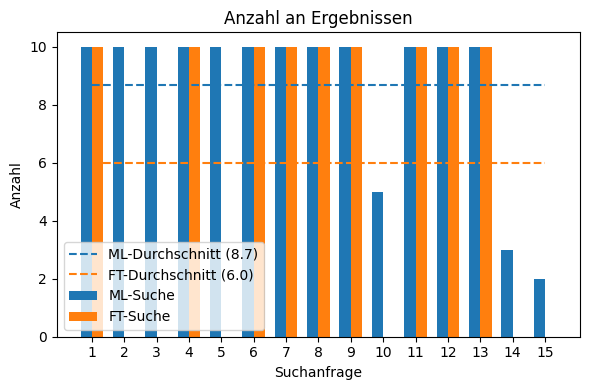 Anzahl an Ergebnissen
10
8
6
4
2
0
Anzahl
ML-Durchschnitt (8.7)
FT-Durchschnitt (6.0)
ML-Suche
FT-Suche
1 2 3 4 5 6 7 8 9 10 11 12 13 14 15
Suchanfrage